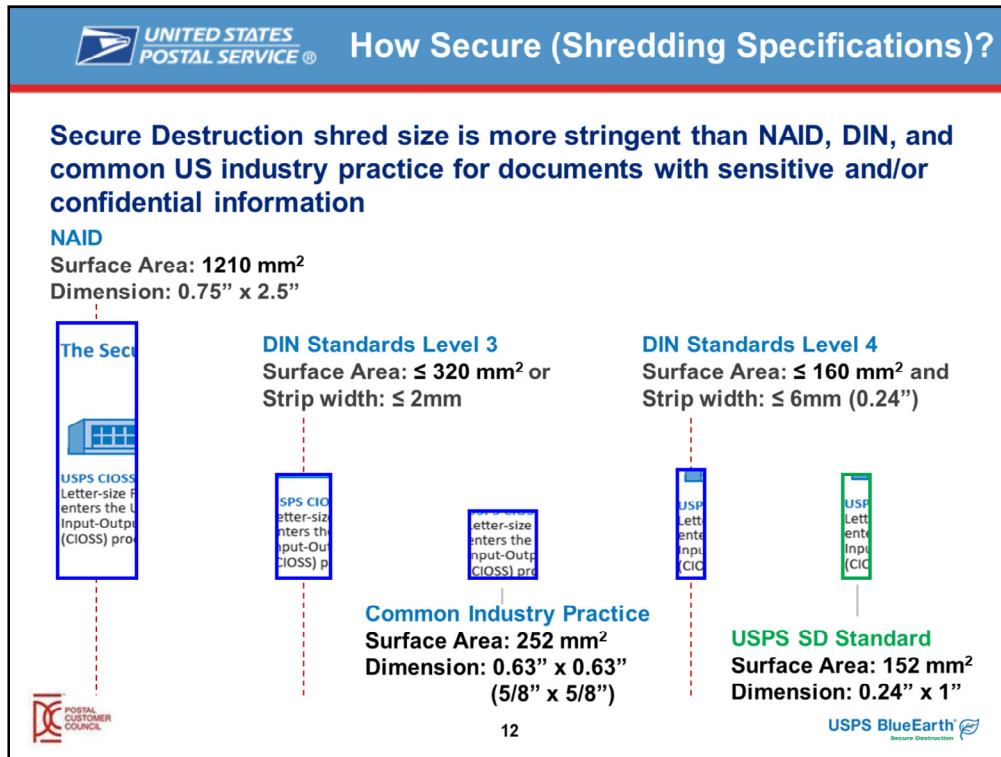 UNITED STATES
POSTAL SERVICE ®
How Secure (Shredding Specifications)?
Secure Destruction shred size is more stringent than NAID, DIN, and
common US industry practice for documents with sensitive and/or
confidential information
NAID
Surface Area: 1210 mm²
Dimension: 0.75” x 2.5”
The Secu
USPS CIOSS
Letter-size F
enters the U
Input-Outpu
(CIOSS) pro
DIN Standards Level 3
Surface Area: ≤ 320 mm² or
Strip width: ≤ 2mm
SPS CIO
etter-size
nters the
nput-Out
CIOSS) p
Letter-size
enters the
nput-Outp
CIOSS) pro
Common Industry Practice
Surface Area: 252 mm²
Dimension: 0.63” x 0.63”
(5/8” x 5/8”)
DIN Standards Level 4
Surface Area: ≤ 160 mm² and
Strip width: ≤ 6mm (0.24”)
USP
Lett
ente
Inpu
(CIO
USP
Lett
ente
Inpu
(CIO
USPS SD Standard
Surface Area: 152 mm²
Dimension: 0.24” x 1”
POSTAL
CUSTOMER
COUNCIL
12
USPS BlueEarth®
Secure Destruction